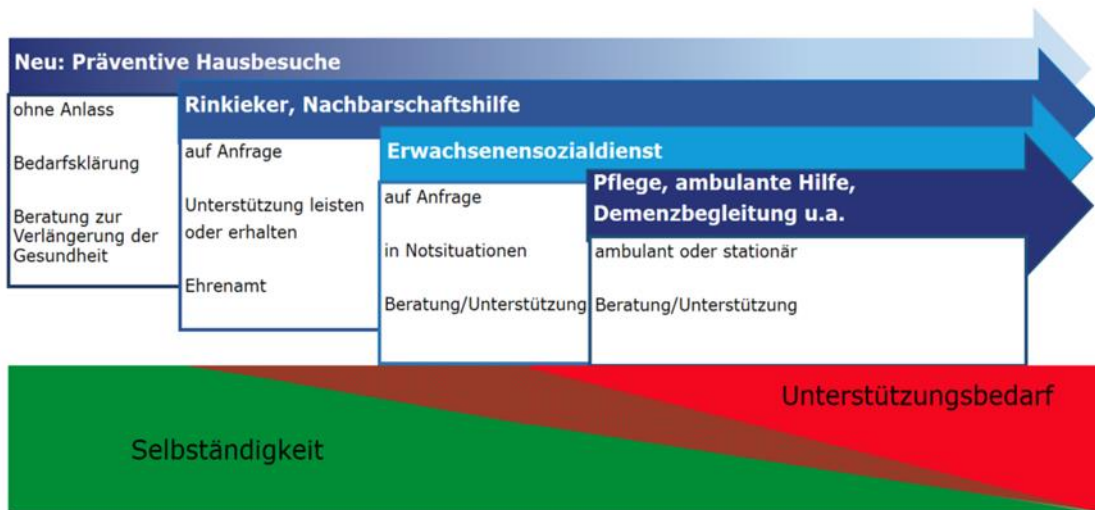 Neu: Präventive Hausbesuche
ohne Anlass
Bedarfsklärung
Beratung zur
Verlängerung der
Gesundheit
Rinkieker, Nachbarschaftshilfe
auf Anfrage
Unterstützung leisten
oder erhalten
Ehrenamt
Erwachsenensozialdienst
auf Anfrage
in Notsituationen
Beratung/Unterstützung
Pflege, ambulante Hilfe,
Demenzbegleitung u.a.
ambulant oder stationär
Beratung/Unterstützung
Unterstützungsbedarf
Selbständigkeit